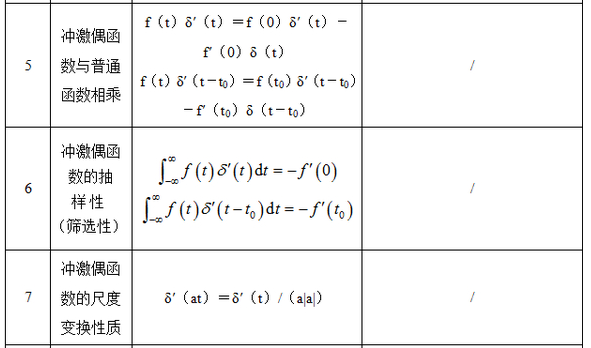 5
冲激偶函
数与普通
函数相乘
f（t）δ′（t）＝f（0）δ′（t）－
f′（0）δ（t）
f（t）δ′（t－t₀）＝f（t₀）δ′（t－t₀）
－f′（t₀）δ（t－t₀）
/
6
冲激偶函
数的抽
样性
（筛选性）
∫_{-∞}^{∞} f(t)δ′(t)dt = −f′(0)
∫_{-∞}^{∞} f(t)δ′(t−t₀)dt = −f′(t₀)
/
7
冲激偶函
数的尺度
变换性质
δ′（at）＝δ′（t）/（a|a|）
/